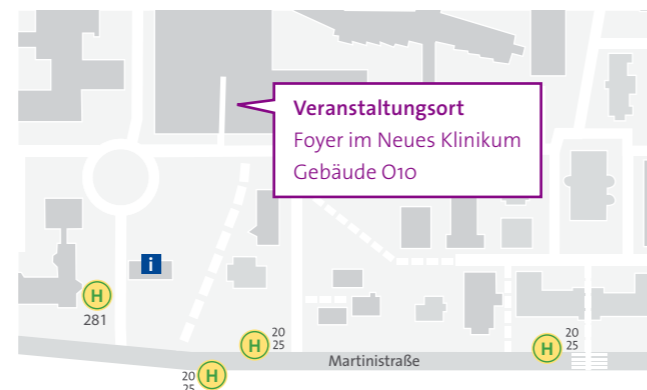 Veranstaltungsort
Foyer im Neues Klinikum
Gebäude O10
i
H
281
H
20
25
Martinistraße
H
20
25
20
25
H